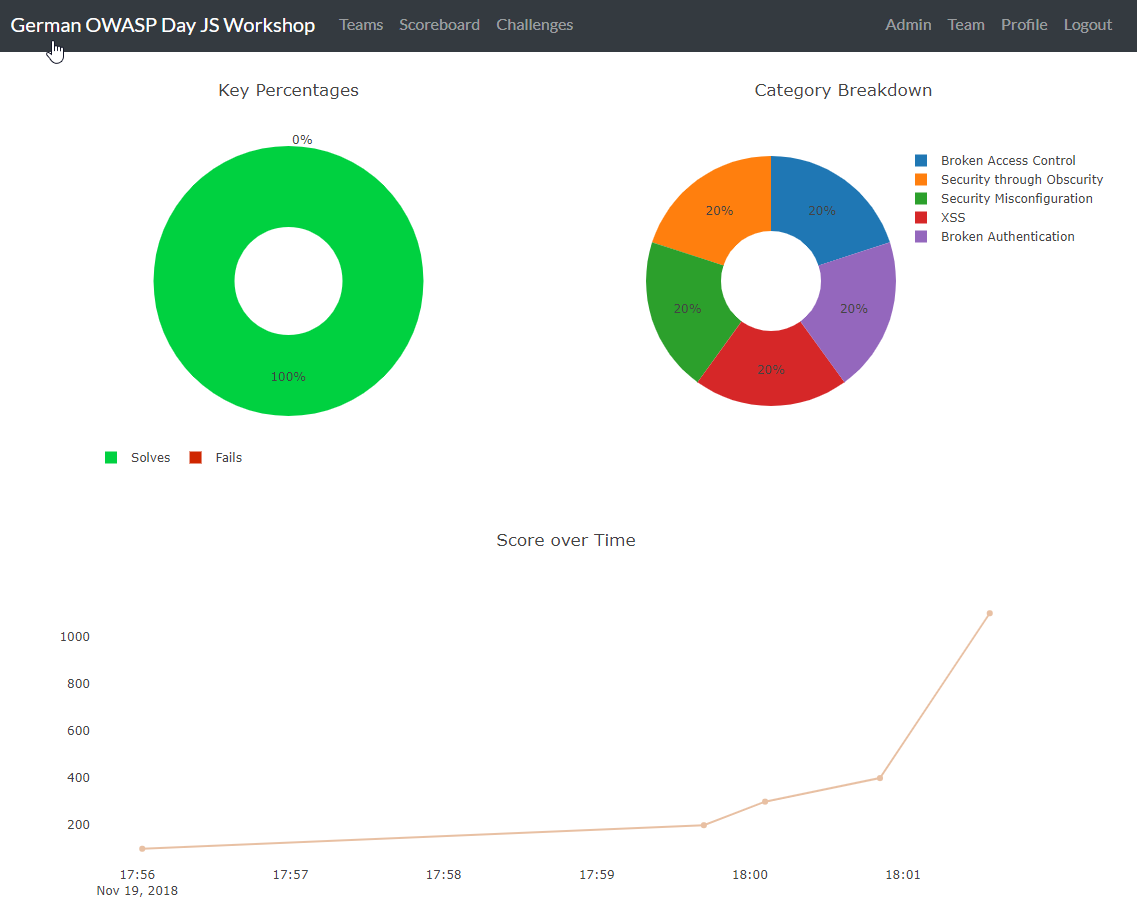 German OWASP Day JS Workshop Teams Scoreboard Challenges Admin Team Profile Logout
Key Percentages
0%
100%
Solves Fails
Category Breakdown
20%
20%
20%
20%
20%
Broken Access Control
Security through Obscurity
Security Misconfiguration
XSS
Broken Authentication
Score over Time
1000
800
600
400
200
17:56 17:57 17:58 17:59 18:00 18:01
Nov 19, 2018